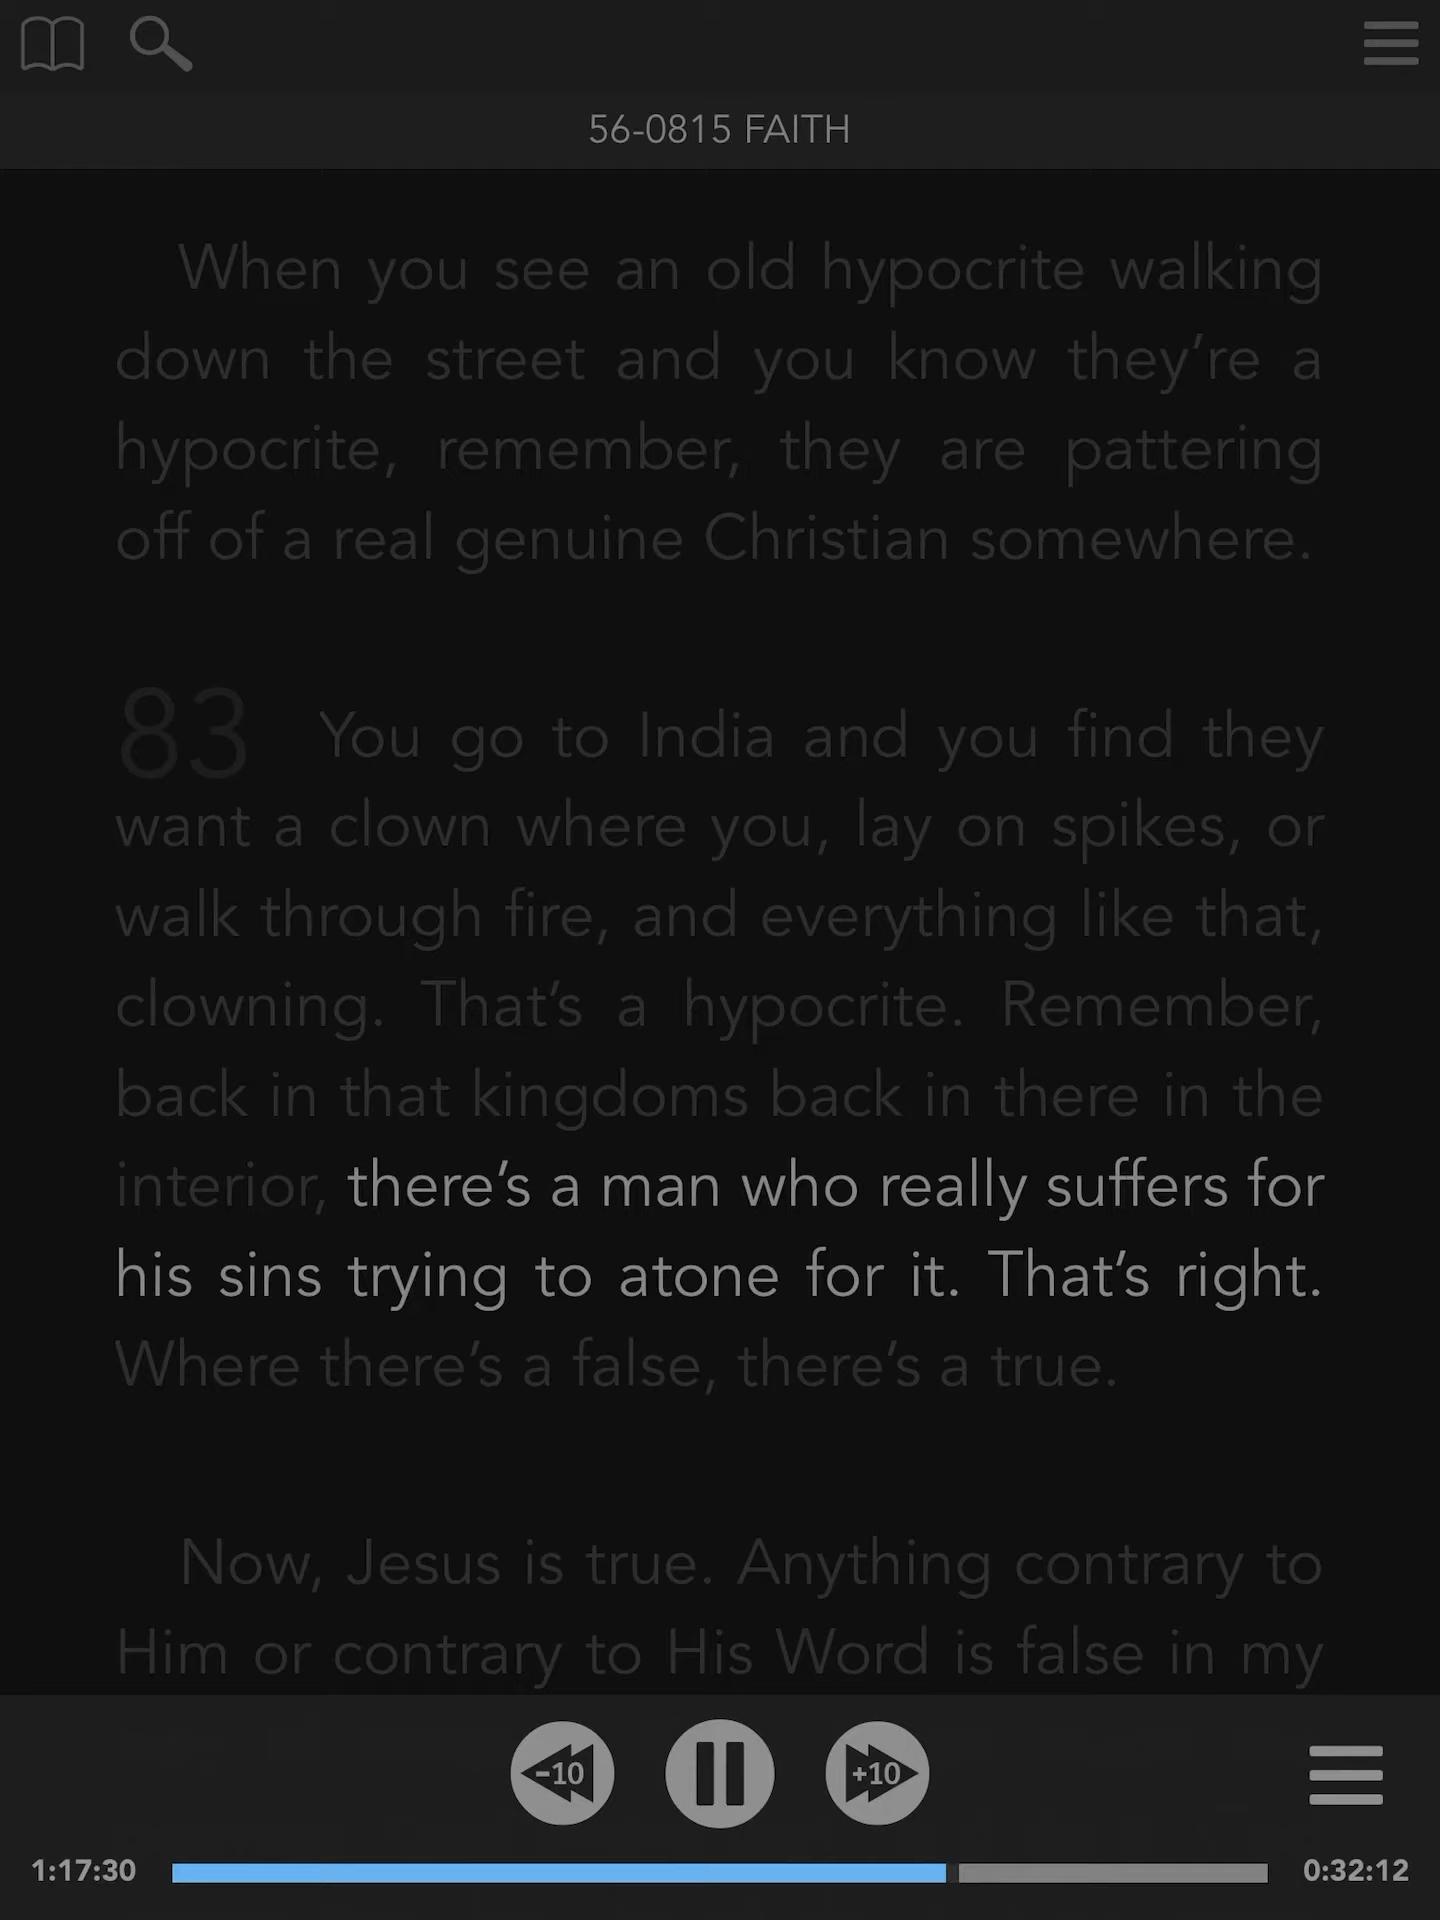 56-0815 FAITH
When you see an old hypocrite walking
down the street and you know they’re a
hypocrite, remember, they are pattering
off of a real genuine Christian somewhere.
83 You go to India and you find they
want a clown where you, lay on spikes, or
walk through fire, and everything like that,
clowning. That’s a hypocrite. Remember,
back in that kingdoms back in there in the
interior, there’s a man who really suffers for
his sins trying to atone for it. That’s right.
Where there’s a false, there’s a true.
Now, Jesus is true. Anything contrary to
Him or contrary to His Word is false in my
-10 +10
1:17:30 0:32:12